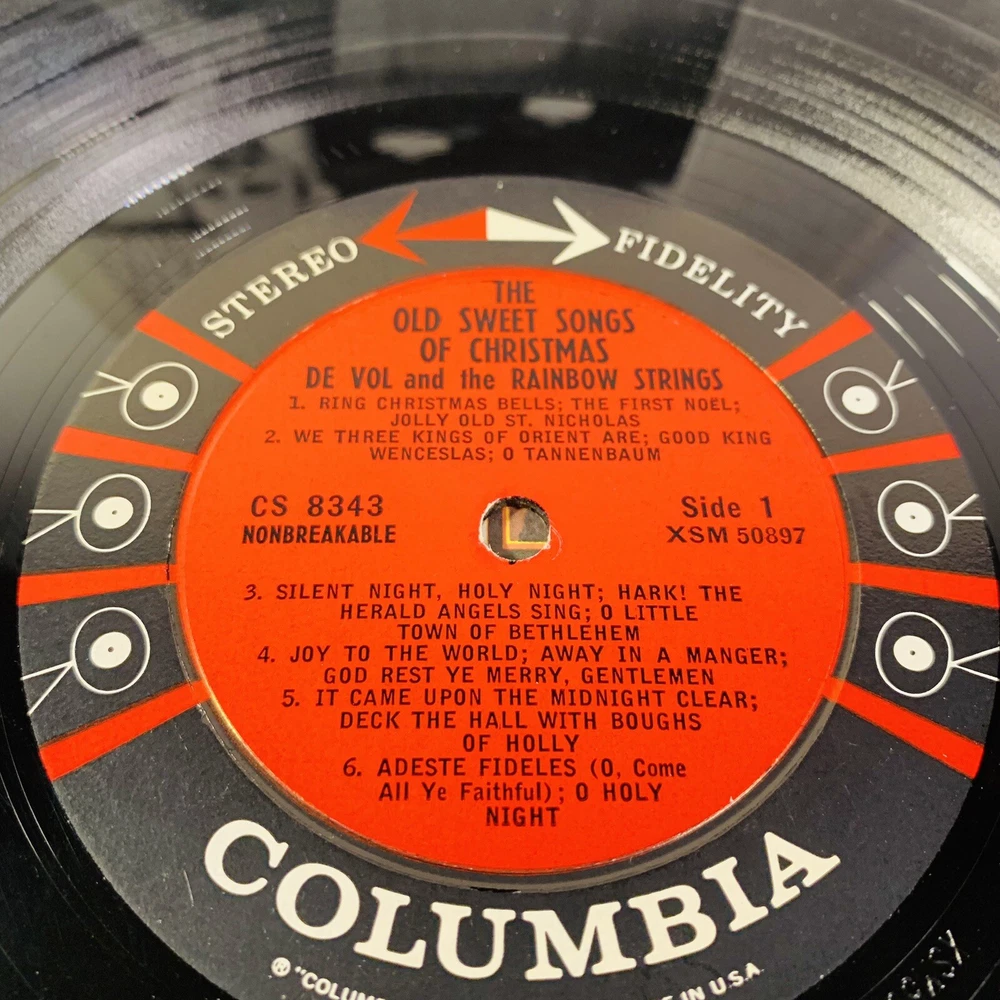 STEREO FIDELITY
THE
OLD SWEET SONGS
OF CHRISTMAS
DE VOL and the RAINBOW STRINGS
1. RING CHRISTMAS BELLS; THE FIRST NOËL;
JOLLY OLD ST. NICHOLAS
2. WE THREE KINGS OF ORIENT ARE; GOOD KING
WENCESLAS; O TANNENBAUM
CS 8343
NONBREAKABLE
Side 1
XSM 50897
3. SILENT NIGHT, HOLY NIGHT; HARK! THE
HERALD ANGELS SING; O LITTLE
TOWN OF BETHLEHEM
4. JOY TO THE WORLD; AWAY IN A MANGER;
GOD REST YE MERRY, GENTLEMEN
5. IT CAME UPON THE MIDNIGHT CLEAR;
DECK THE HALL WITH BOUGHS
OF HOLLY
6. ADESTE FIDELES (O, Come
All Ye Faithful); O HOLY
NIGHT
COLUMBIA
® IN U.S.A.